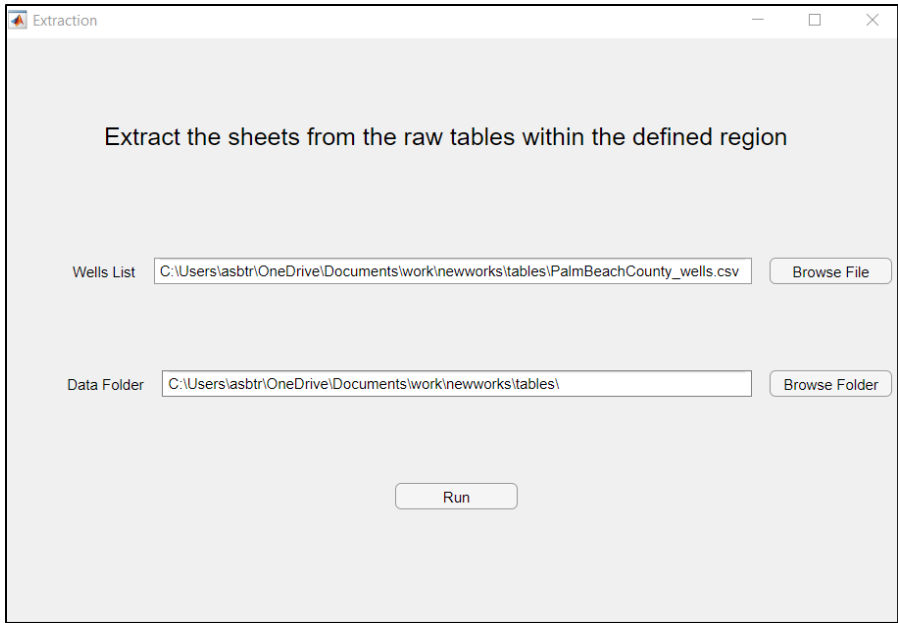 Extraction
Extract the sheets from the raw tables within the defined region
Wells List C:\Users\asbtr\OneDrive\Documents\work\newworks\tables\PalmBeachCounty_wells.csv Browse File
Data Folder C:\Users\asbtr\OneDrive\Documents\work\newworks\tables\ Browse Folder
Run